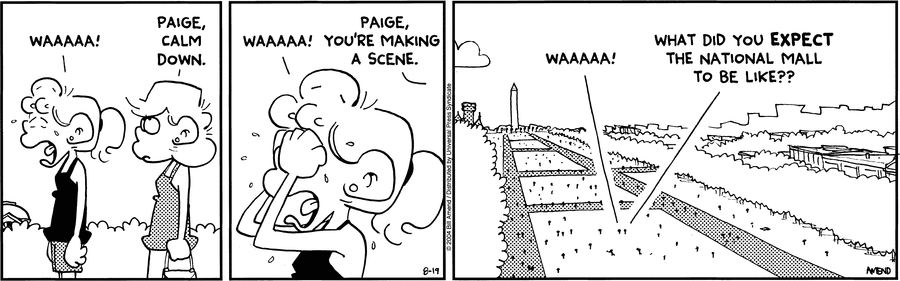 WAAAAA!
PAIGE,
CALM
DOWN.
WAAAAA!
PAIGE,
YOU'RE MAKING
A SCENE.
© 2004 Bill Amend / Distributed by Universal Press Syndicate
8-19
WAAAAA!
WHAT DID YOU EXPECT
THE NATIONAL MALL
TO BE LIKE??
AMEND